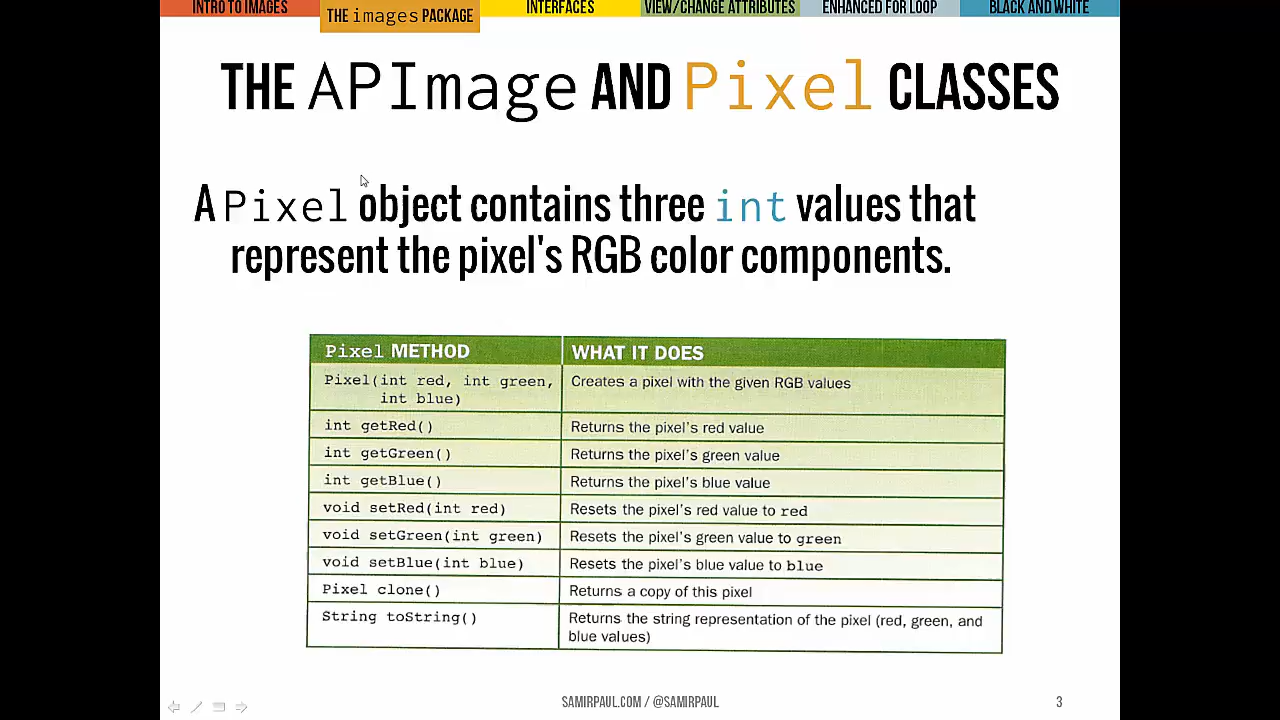 INTRO TO IMAGES
THE images PACKAGE
INTERFACES
VIEW/CHANGE ATTRIBUTES
ENHANCED FOR LOOP
BLACK AND WHITE
THE APImage AND Pixel CLASSES
A Pixel object contains three int values that
represent the pixel's RGB color components.
Pixel METHOD WHAT IT DOES
Pixel(int red, int green, Creates a pixel with the given RGB values
int blue)
int getRed() Returns the pixel's red value
int getGreen() Returns the pixel's green value
int getBlue() Returns the pixel's blue value
void setRed(int red) Resets the pixel's red value to red
void setGreen(int green) Resets the pixel's green value to green
void setBlue(int blue) Resets the pixel's blue value to blue
Pixel clone() Returns a copy of this pixel
String toString() Returns the string representation of the pixel (red, green, and
blue values)
SAMIRPAUL.COM / @SAMIRPAUL
3